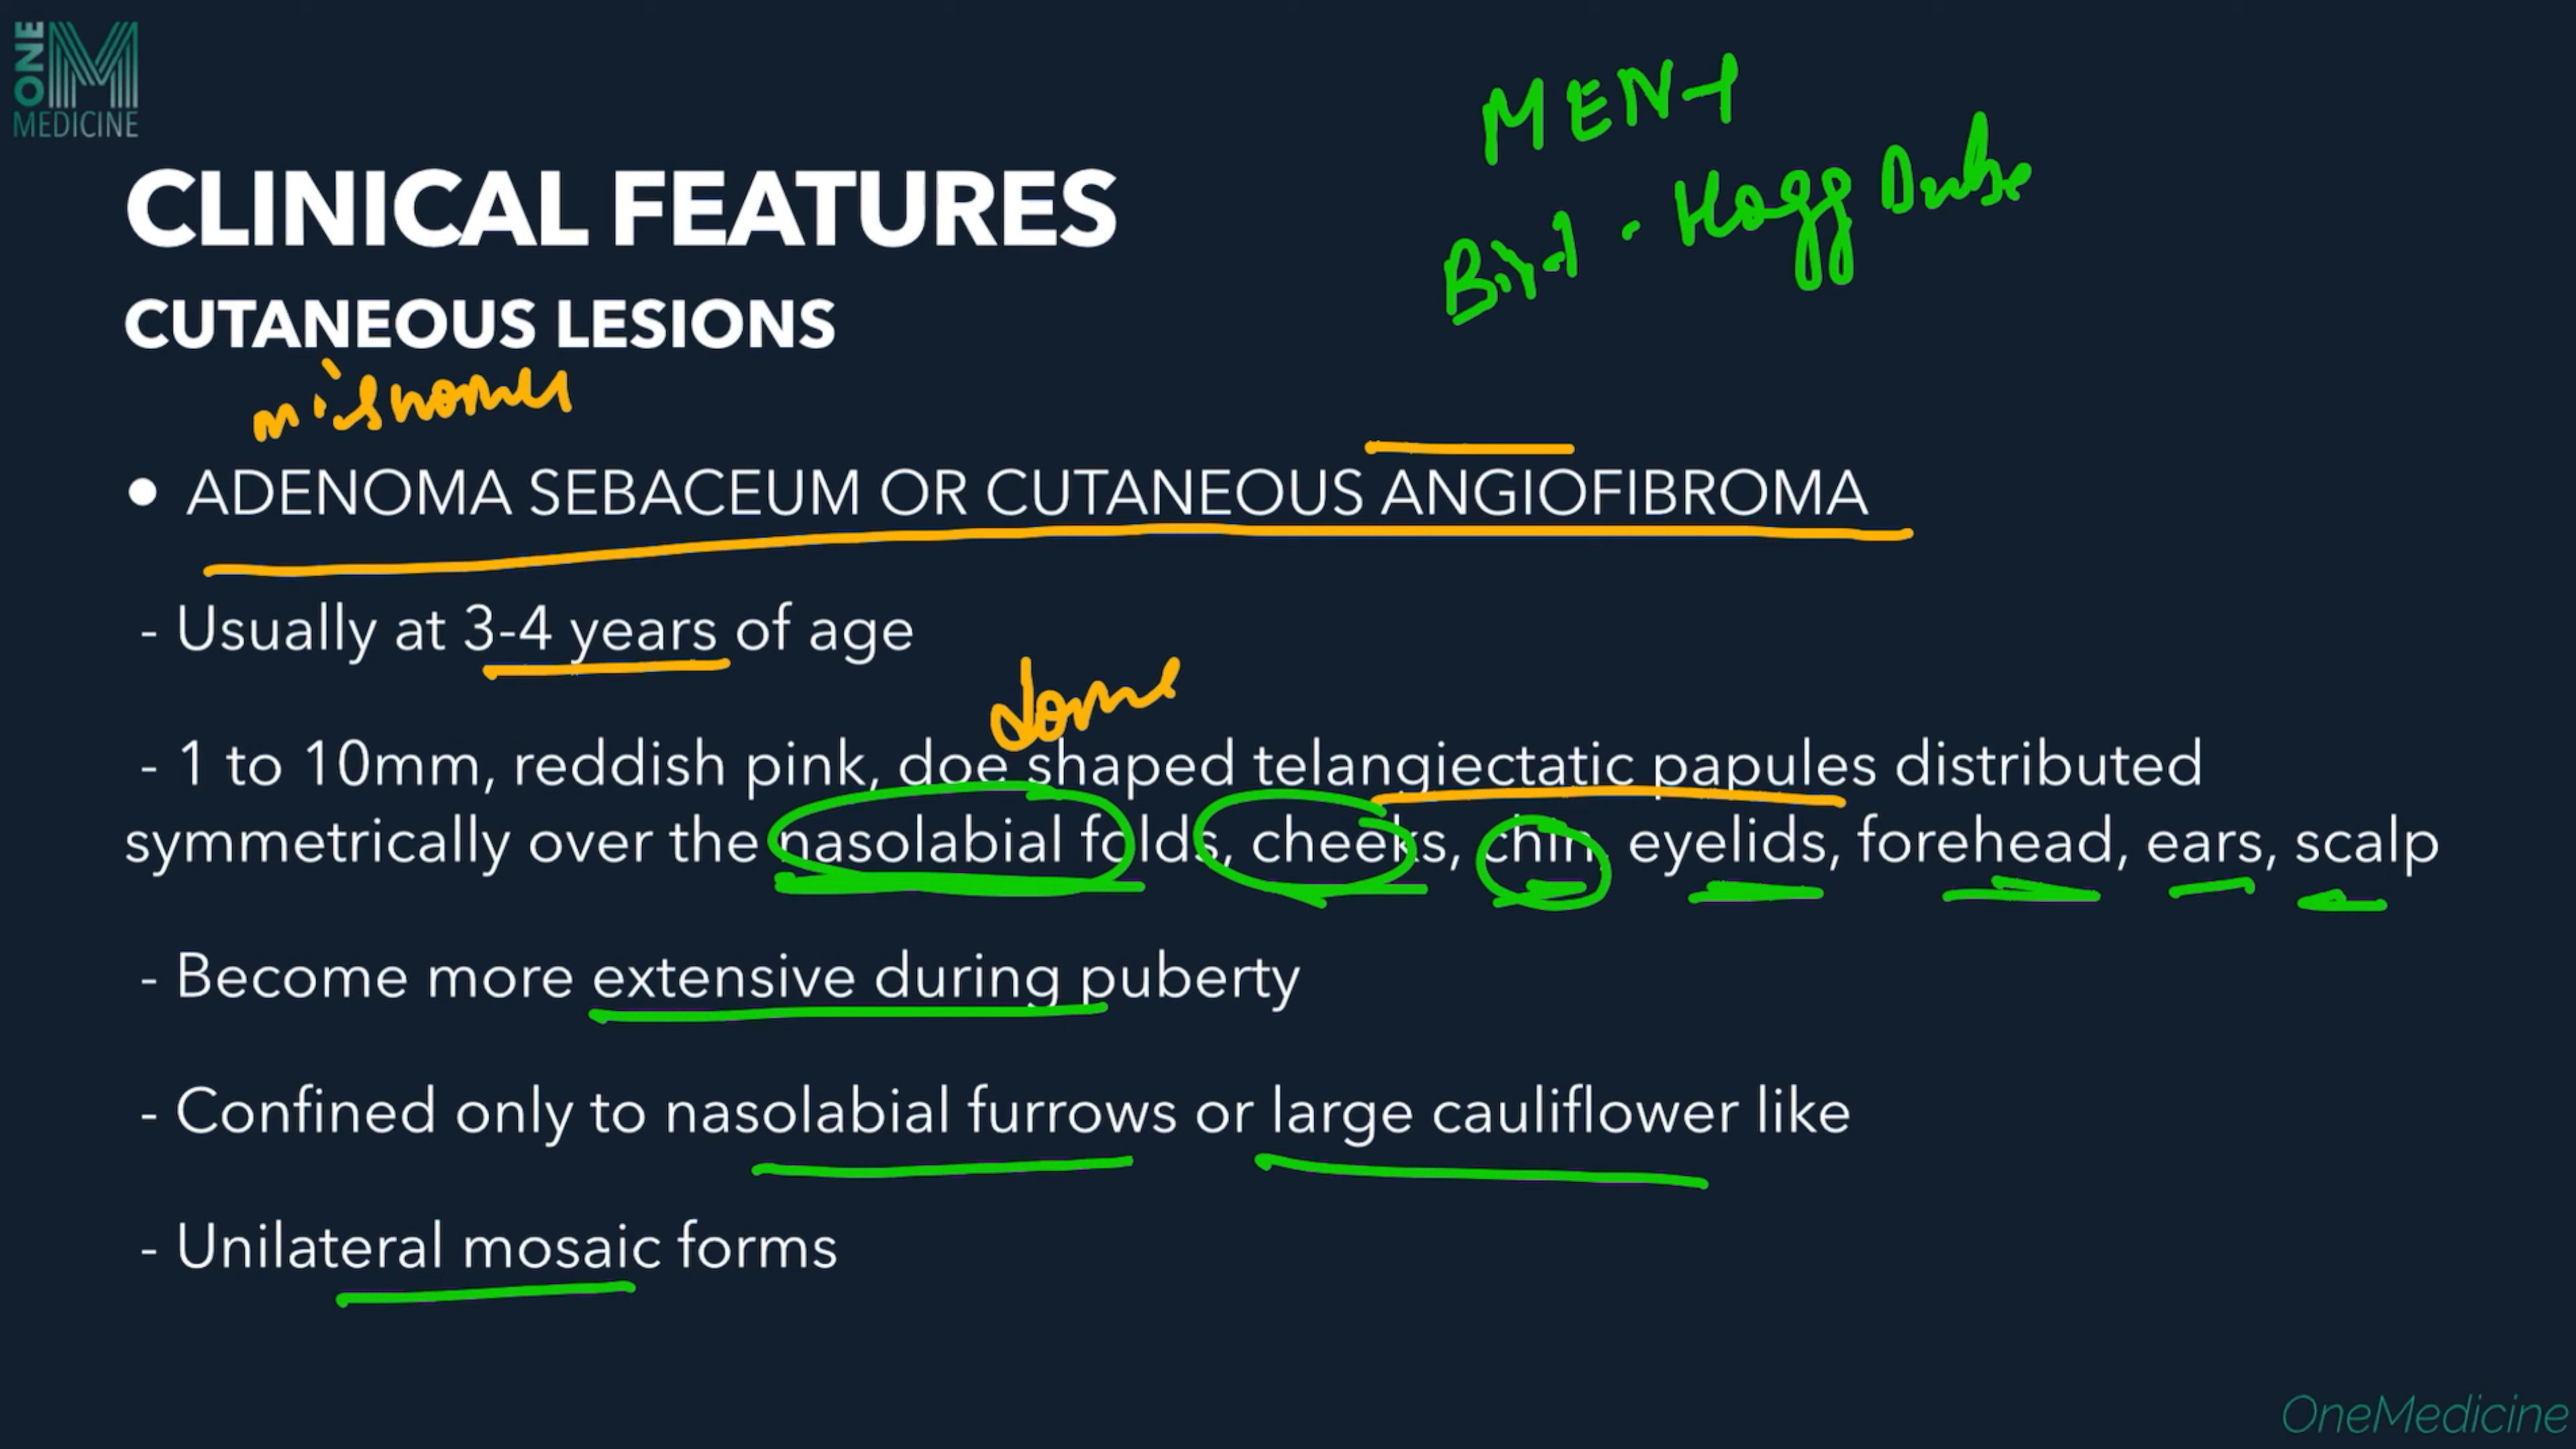 ONE
M
MEDICINE
MEN-1
Bird - Hogg Dube
CLINICAL FEATURES
CUTANEOUS LESIONS
misnomer
• ADENOMA SEBACEUM OR CUTANEOUS ANGIOFIBROMA
- Usually at 3-4 years of age
dome
- 1 to 10mm, reddish pink, doe shaped telangiectatic papules distributed
symmetrically over the nasolabial folds, cheeks, chin, eyelids, forehead, ears, scalp
- Become more extensive during puberty
- Confined only to nasolabial furrows or large cauliflower like
- Unilateral mosaic forms
OneMedicine